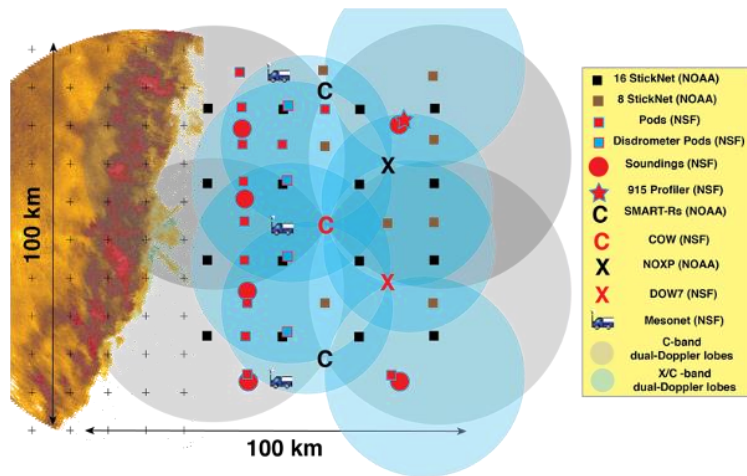 100 km
100 km
C
X
C
X
C
16 StickNet (NOAA)
8 StickNet (NOAA)
Pods (NSF)
Disdrometer Pods (NSF)
Soundings (NSF)
915 Profiler (NSF)
C SMART-Rs (NOAA)
C COW (NSF)
X NOXP (NOAA)
X DOW7 (NSF)
Mesonet (NSF)
C-band
dual-Doppler lobes
X/C -band
dual-Doppler lobes